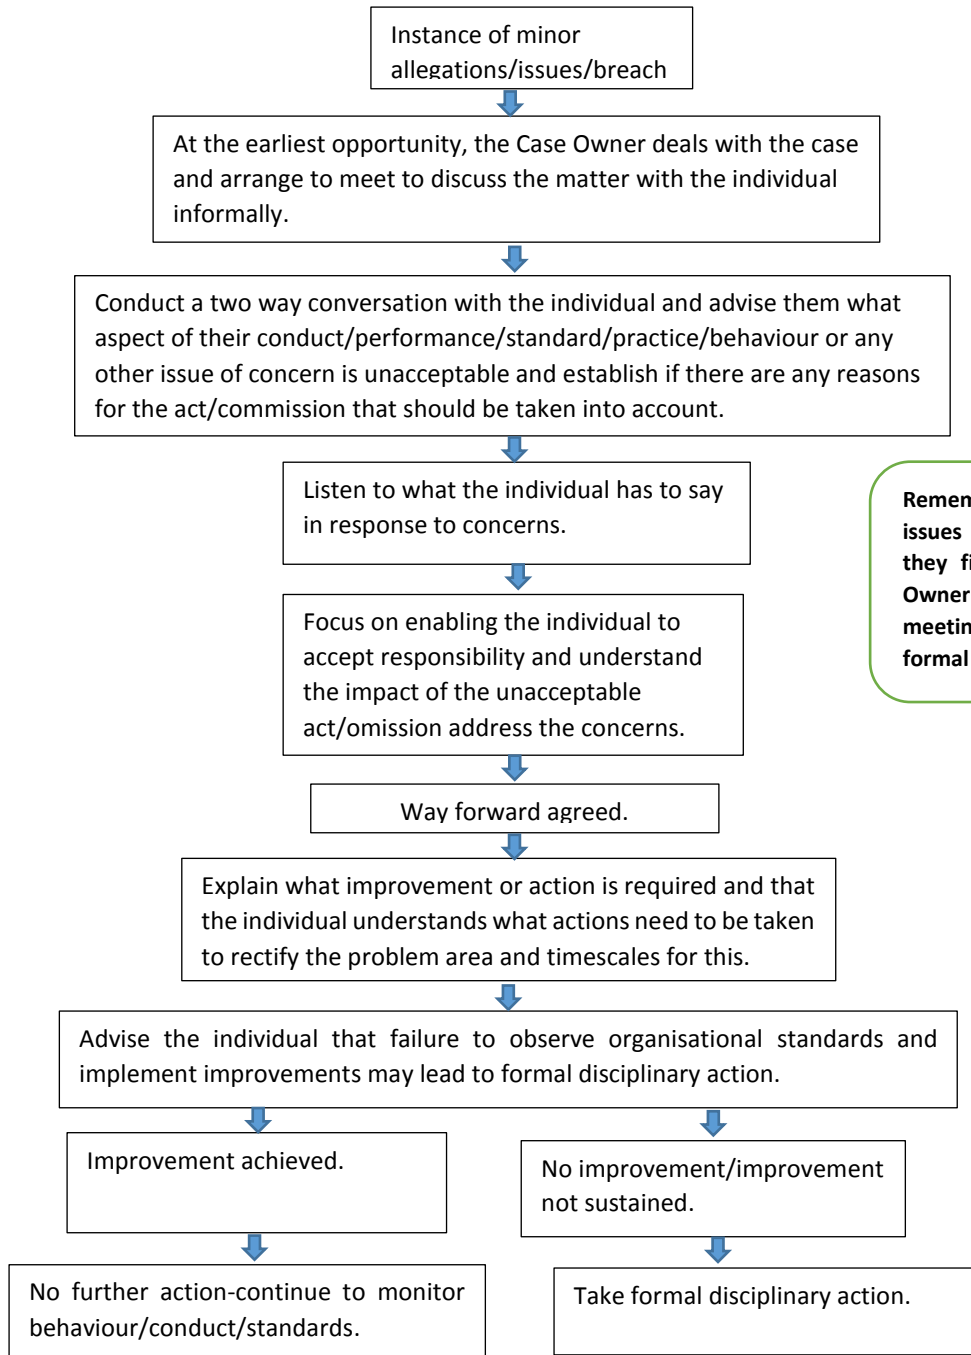 Instance of minor
allegations/issues/breach
At the earliest opportunity, the Case Owner deals with the case
and arrange to meet to discuss the matter with the individual
informally.
Conduct a two way conversation with the individual and advise them what
aspect of their conduct/performance/standard/practice/behaviour or any
other issue of concern is unacceptable and establish if there are any reasons
for the act/commission that should be taken into account.
Listen to what the individual has to say
in response to concerns.
issues
they
Owner
formal
Focus on enabling the individual to
accept responsibility and understand
the impact of the unacceptable
act/omission address the concerns.
Way forward agreed.
Explain what improvement or action is required and that
the individual understands what actions need to be taken
to rectify the problem area and timescales for this.
Advise the individual that failure to observe organisational standards and
implement improvements may lead to formal disciplinary action.
Improvement achieved.
No improvement/improvement
not sustained.
No further action-continue to monitor
behaviour/conduct/standards.
Take formal disciplinary action.